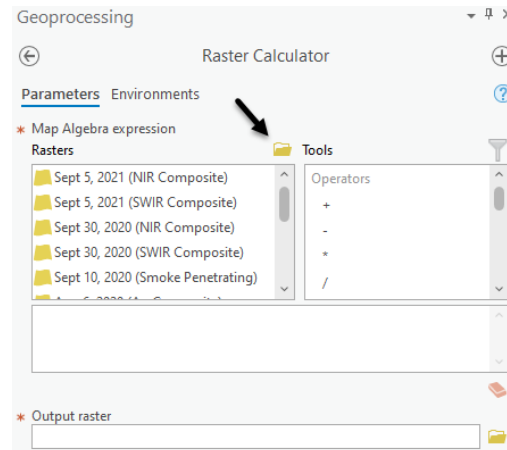 Geoprocessing
Raster Calculator
Parameters Environments
* Map Algebra expression
Rasters
Tools
Sept 5, 2021 (NIR Composite)
Sept 5, 2021 (SWIR Composite)
Sept 30, 2020 (NIR Composite)
Sept 30, 2020 (SWIR Composite)
Sept 10, 2020 (Smoke Penetrating)
Operators
+
-
*
/
* Output raster